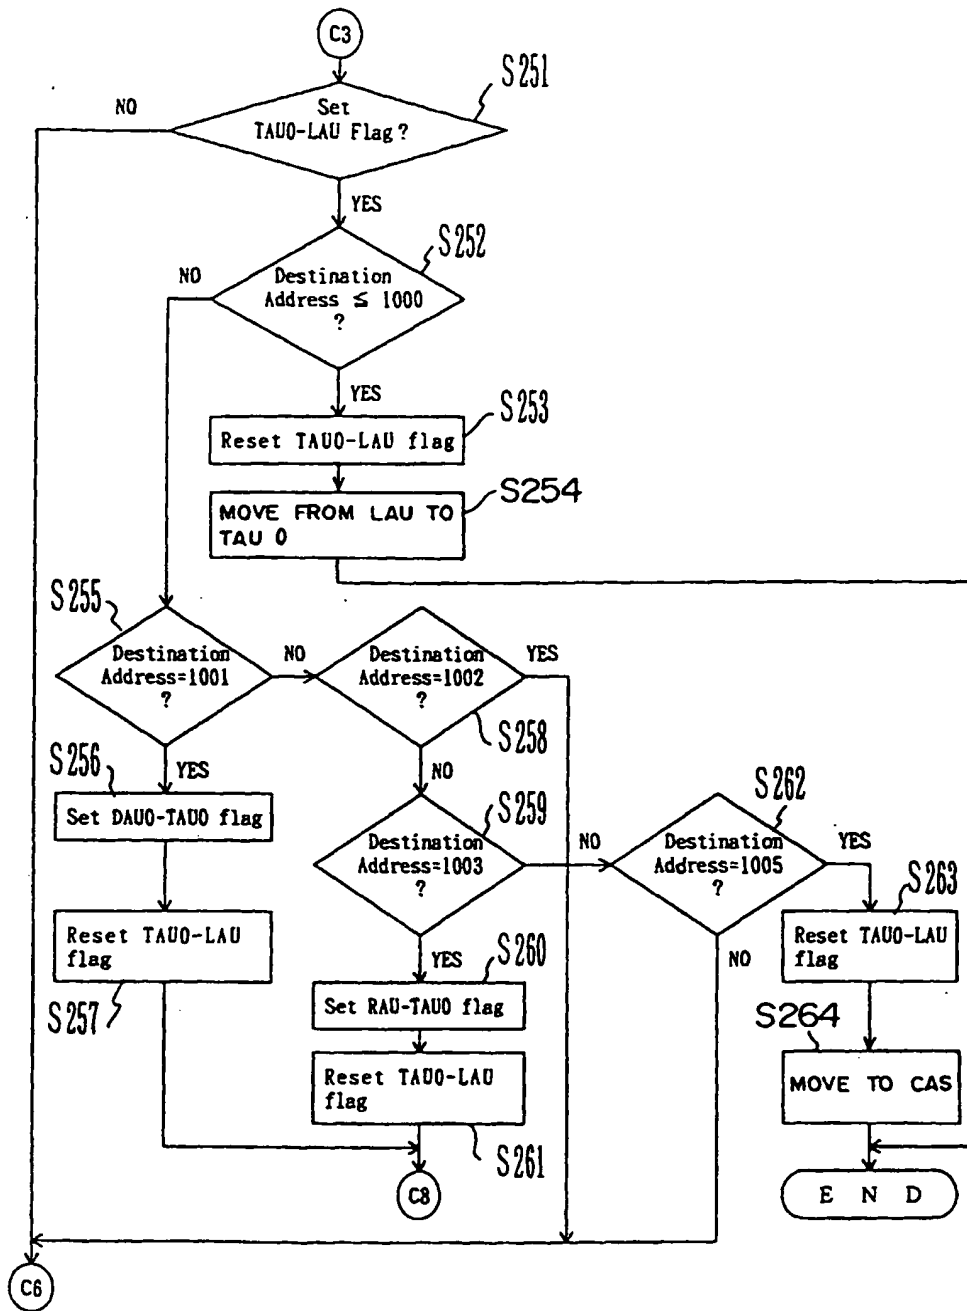 C3
S251
NO
Set
TAU0-LAU Flag?
YES
S252
NO
Destination
Address ≤ 1000
?
YES
S253
Reset TAU0-LAU flag
S254
MOVE FROM LAU TO
TAU 0
S255
Destination
Address=1001
?
NO
Destination
Address=1002
?
YES
S258
S256
YES
NO
Set DAU0-TAU0 flag
S259
Destination
Address=1003
?
NO
S262
Destination
Address=1005
?
YES
S263
Reset TAU0-LAU
flag
S257
YES
S260
NO
Reset TAU0-LAU
flag
Set RAU-TAU0 flag
S264
Reset TAU0-LAU
flag
MOVE TO CAS
S261
C8
E N D
C6